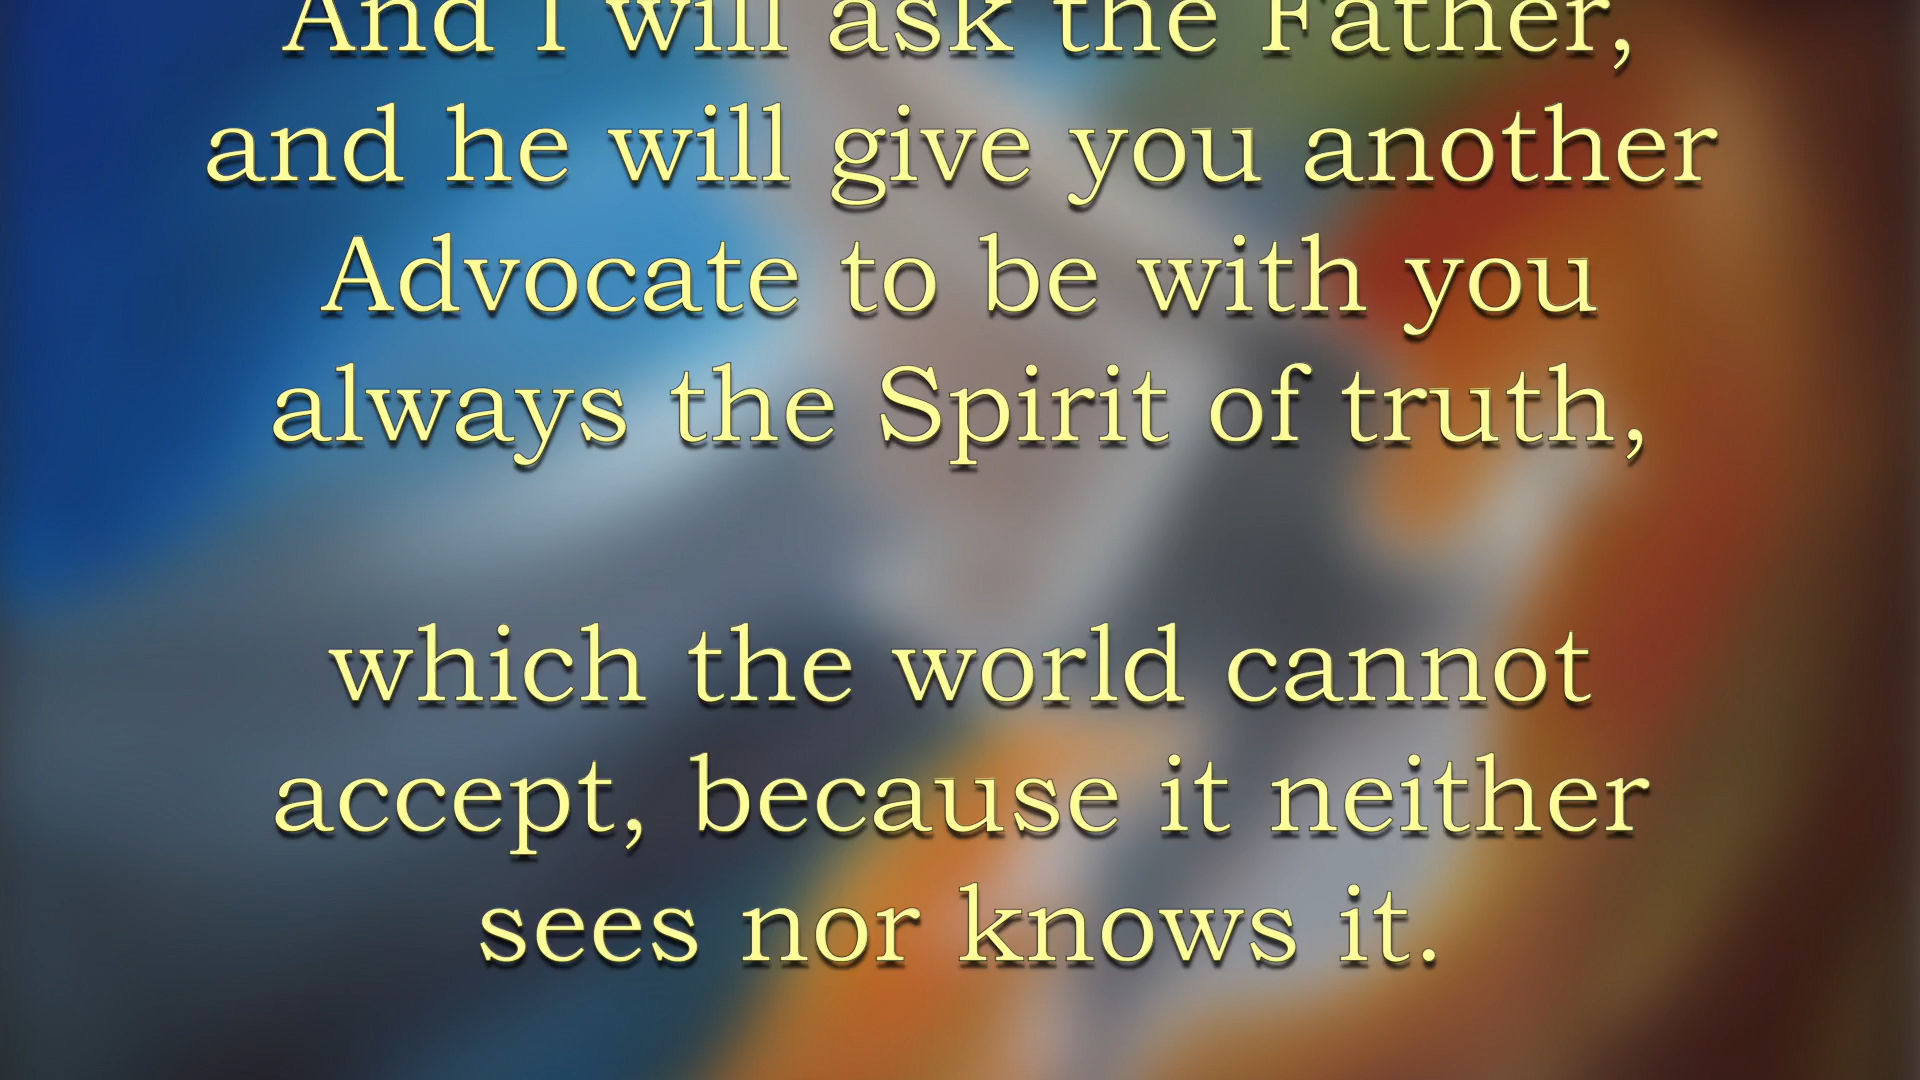 And I will ask the Father,
and he will give you another
Advocate to be with you
always the Spirit of truth,
which the world cannot
accept, because it neither
sees nor knows it.